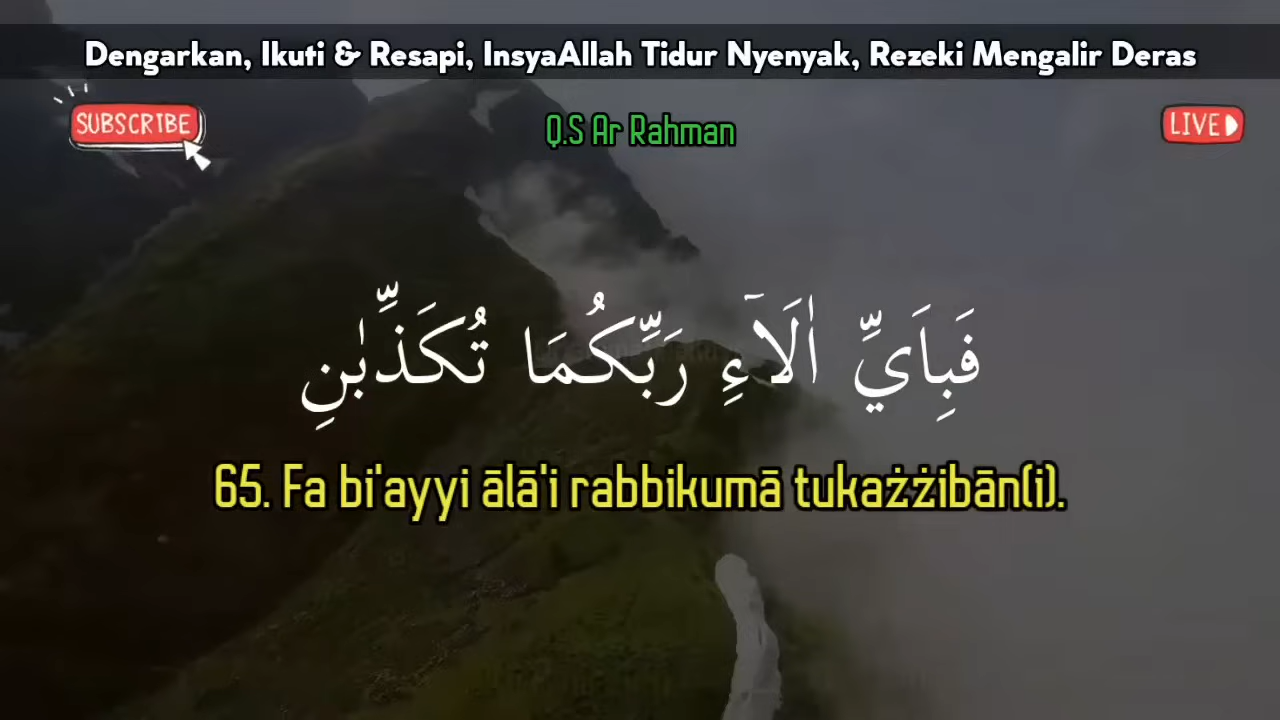 Dengarkan, Ikuti & Resapi, InsyaAllah Tidur Nyenyak, Rezeki Mengalir Deras
SUBSCRIBE
Q.S Ar Rahman
LIVE
فَبِاَيِّ اٰلَاۤءِ رَبِّكُمَا تُكَذِّبٰنِ
65. Fa bi'ayyi ālā'i rabbikumā tukażżibān(i).